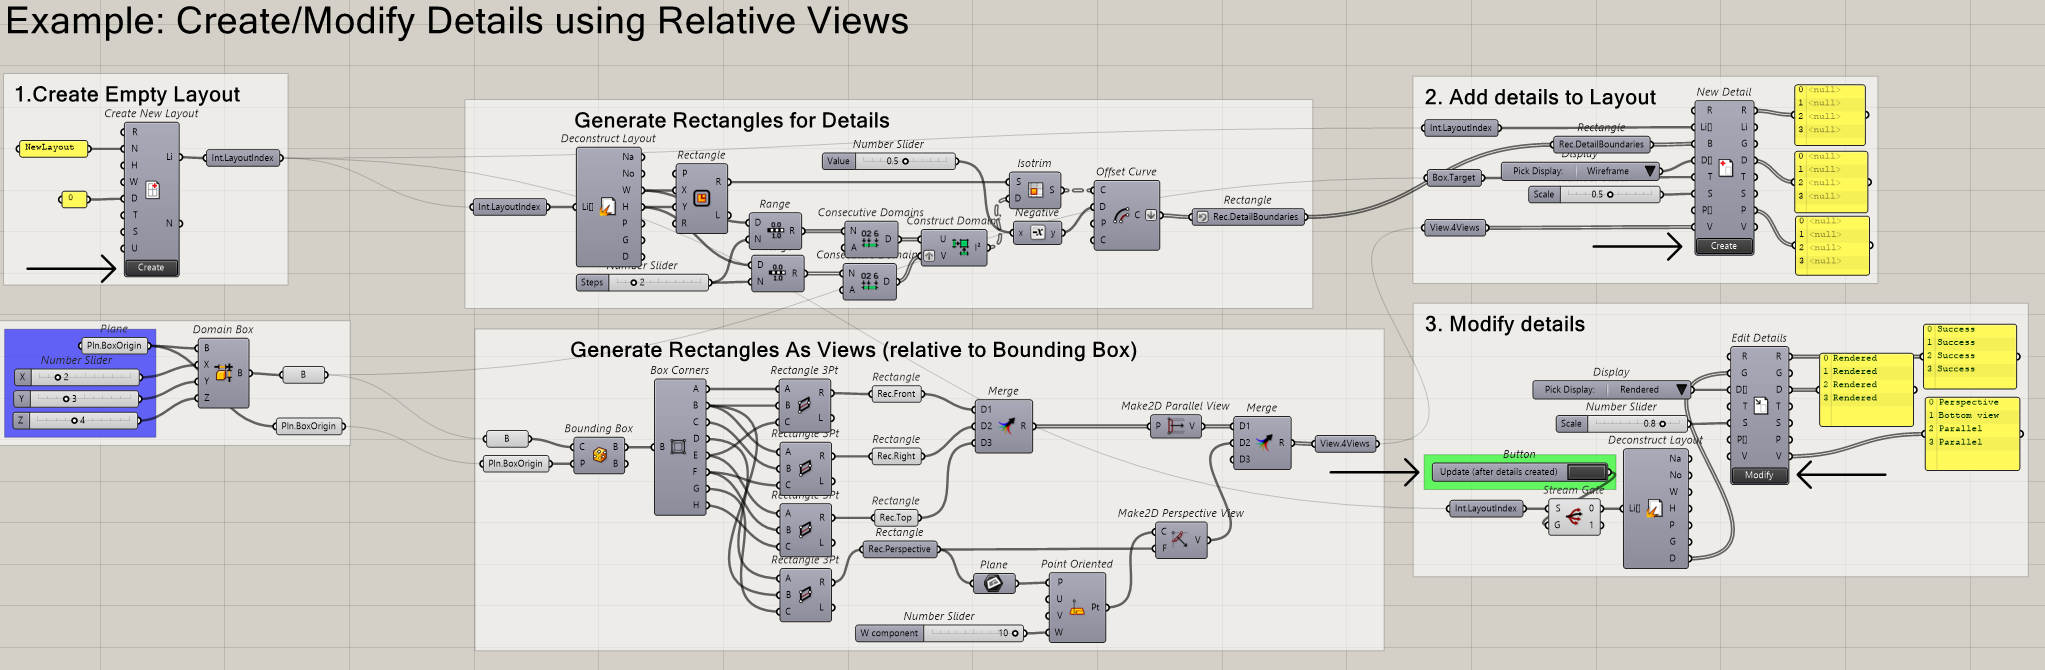 Example: Create/Modify Details using Relative Views
1.Create Empty Layout
Create New Layout
NewLayout
0
R
N
H
W
D
T
S
U
Li
N
Create
Int.LayoutIndex
Plane
Pln.BoxOrigin
Number Slider
X 2
Y 3
Z 4
Domain Box
B
X
Y
Z
B
B
Pln.BoxOrigin
Generate Rectangles for Details
Int.LayoutIndex
Deconstruct Layout
Li
Na
No
W
H
P
G
D
Rectangle
P
X
Y
R
R
L
Number Slider
Steps 2
Range
D
N
R
D
N
R
Number Slider
Value 0.5
Consecutive Domains
N
A
D
Consecutive Domains
N
A
D
Construct Domain
U
V
I²
Isotrim
S
D
S
Negative
x
y
Offset Curve
C
D
P
C
C
Rectangle
Rec.DetailBoundaries
Generate Rectangles As Views (relative to Bounding Box)
B
Pln.BoxOrigin
Bounding Box
C
P
B
B
Box Corners
B
A
B
C
D
E
F
G
H
Rectangle 3Pt
A
B
C
R
L
Rectangle 3Pt
A
B
C
R
L
Rectangle 3Pt
A
B
C
R
L
Rectangle 3Pt
A
B
C
R
L
Rectangle
Rec.Front
Rectangle
Rec.Right
Rectangle
Rec.Top
Rectangle
Rec.Perspective
Merge
D1
D2
D3
R
Plane
Number Slider
W component 10
Point Oriented
P
U
V
W
Pt
Make2D Parallel View
P
V
Make2D Perspective View
C
F
V
Merge
D1
D2
D3
R
View.4Views
2. Add details to Layout
Int.LayoutIndex
Box.Target
View.4Views
Rectangle
Rec.DetailBoundaries
Display
Pick Display: Wireframe
Scale 0.5
New Detail
R
Li
B
D
T
S
P
V
R
Li
G
D
T
S
P
V
Create
0 <null>
1 <null>
2 <null>
3 <null>
0 <null>
1 <null>
2 <null>
3 <null>
0 <null>
1 <null>
2 <null>
3 <null>
3. Modify details
Display
Pick Display: Rendered
Number Slider
Scale 0.8
Button
Update (after details created)
Int.LayoutIndex
Stream Gate
S
G
0
1
Deconstruct Layout
Li
Na
No
W
H
P
G
D
Edit Details
R
G
D
T
S
P
V
R
G
D
T
S
P
V
Modify
0 Rendered
1 Rendered
2 Rendered
3 Rendered
0 Success
1 Success
2 Success
3 Success
0 Perspective
1 Bottom view
2 Parallel
3 Parallel